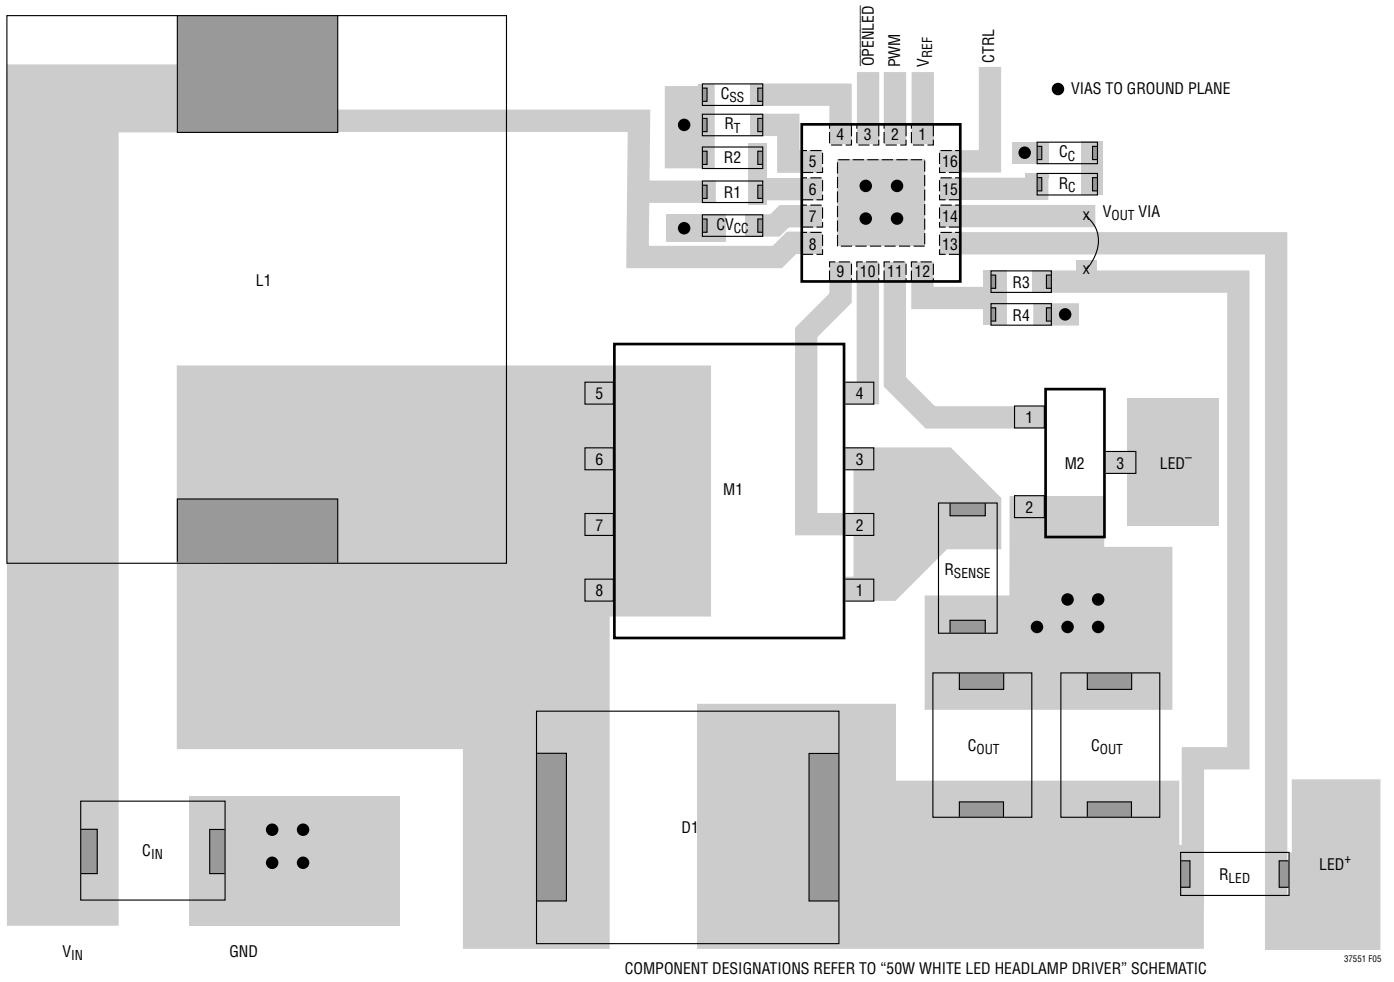 OPENLED
PWM
VREF
CTRL
VIAS TO GROUND PLANE
CSS
RT
R2
R1
CVCC
4
3
2
1
5
6
7
8
16
15
14
13
9
10
11
12
CC
RC
VOUT VIA
x
x
R3
R4
L1
5
6
7
8
M1
4
3
2
1
1
2
M2
3
LED–
RSENSE
COUT
COUT
D1
CIN
RLED
LED+
VIN
GND
COMPONENT DESIGNATIONS REFER TO “50W WHITE LED HEADLAMP DRIVER” SCHEMATIC
37551 F05